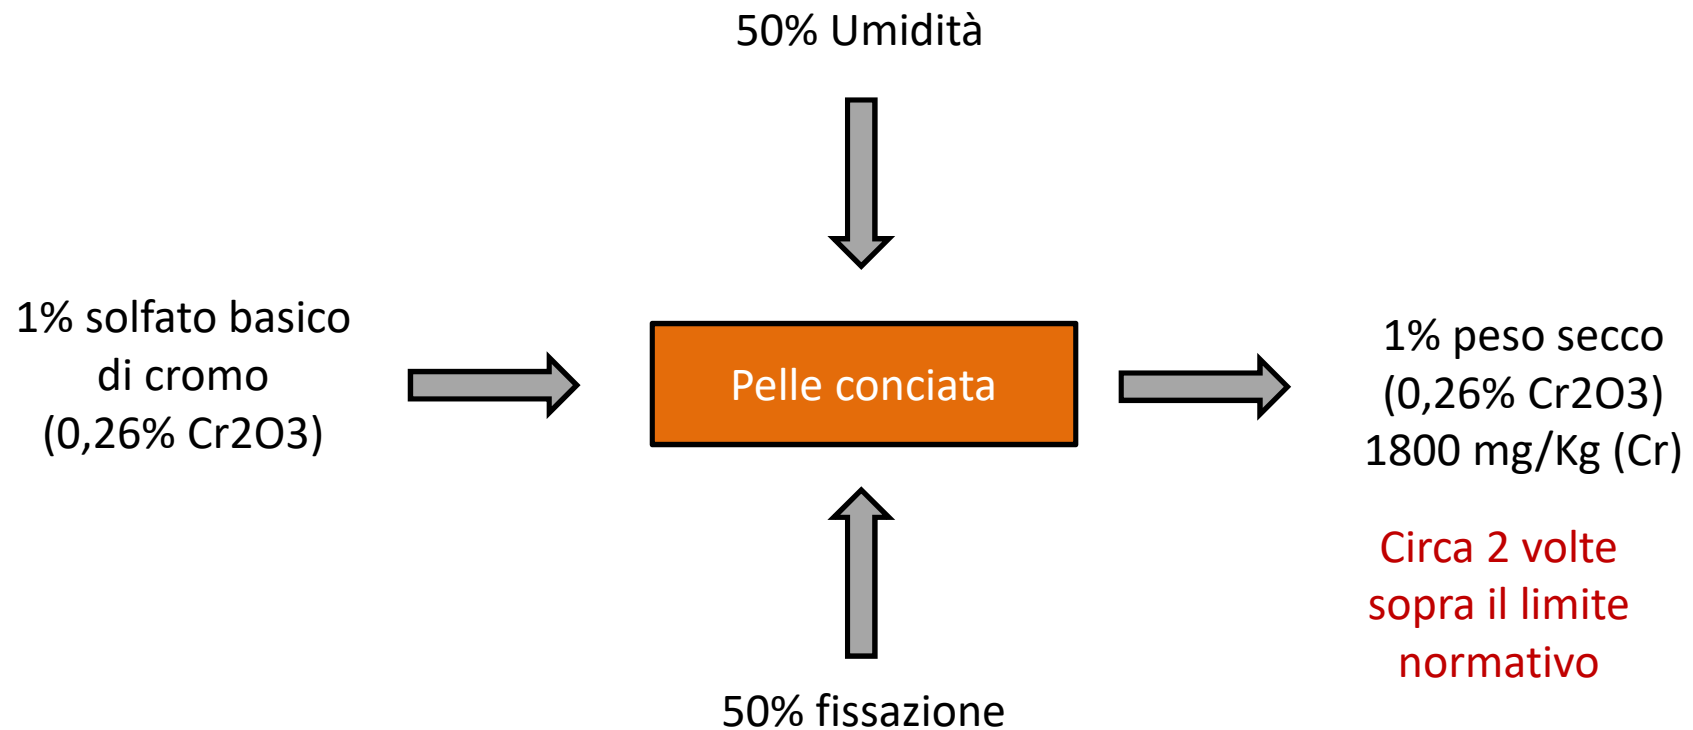 50% Umidità
1% solfato basico
di cromo
(0,26% Cr2O3)
Pelle conciata
1% peso secco
(0,26% Cr2O3)
1800 mg/Kg (Cr)
Circa 2 volte
sopra il limite
normativo
50% fissazione